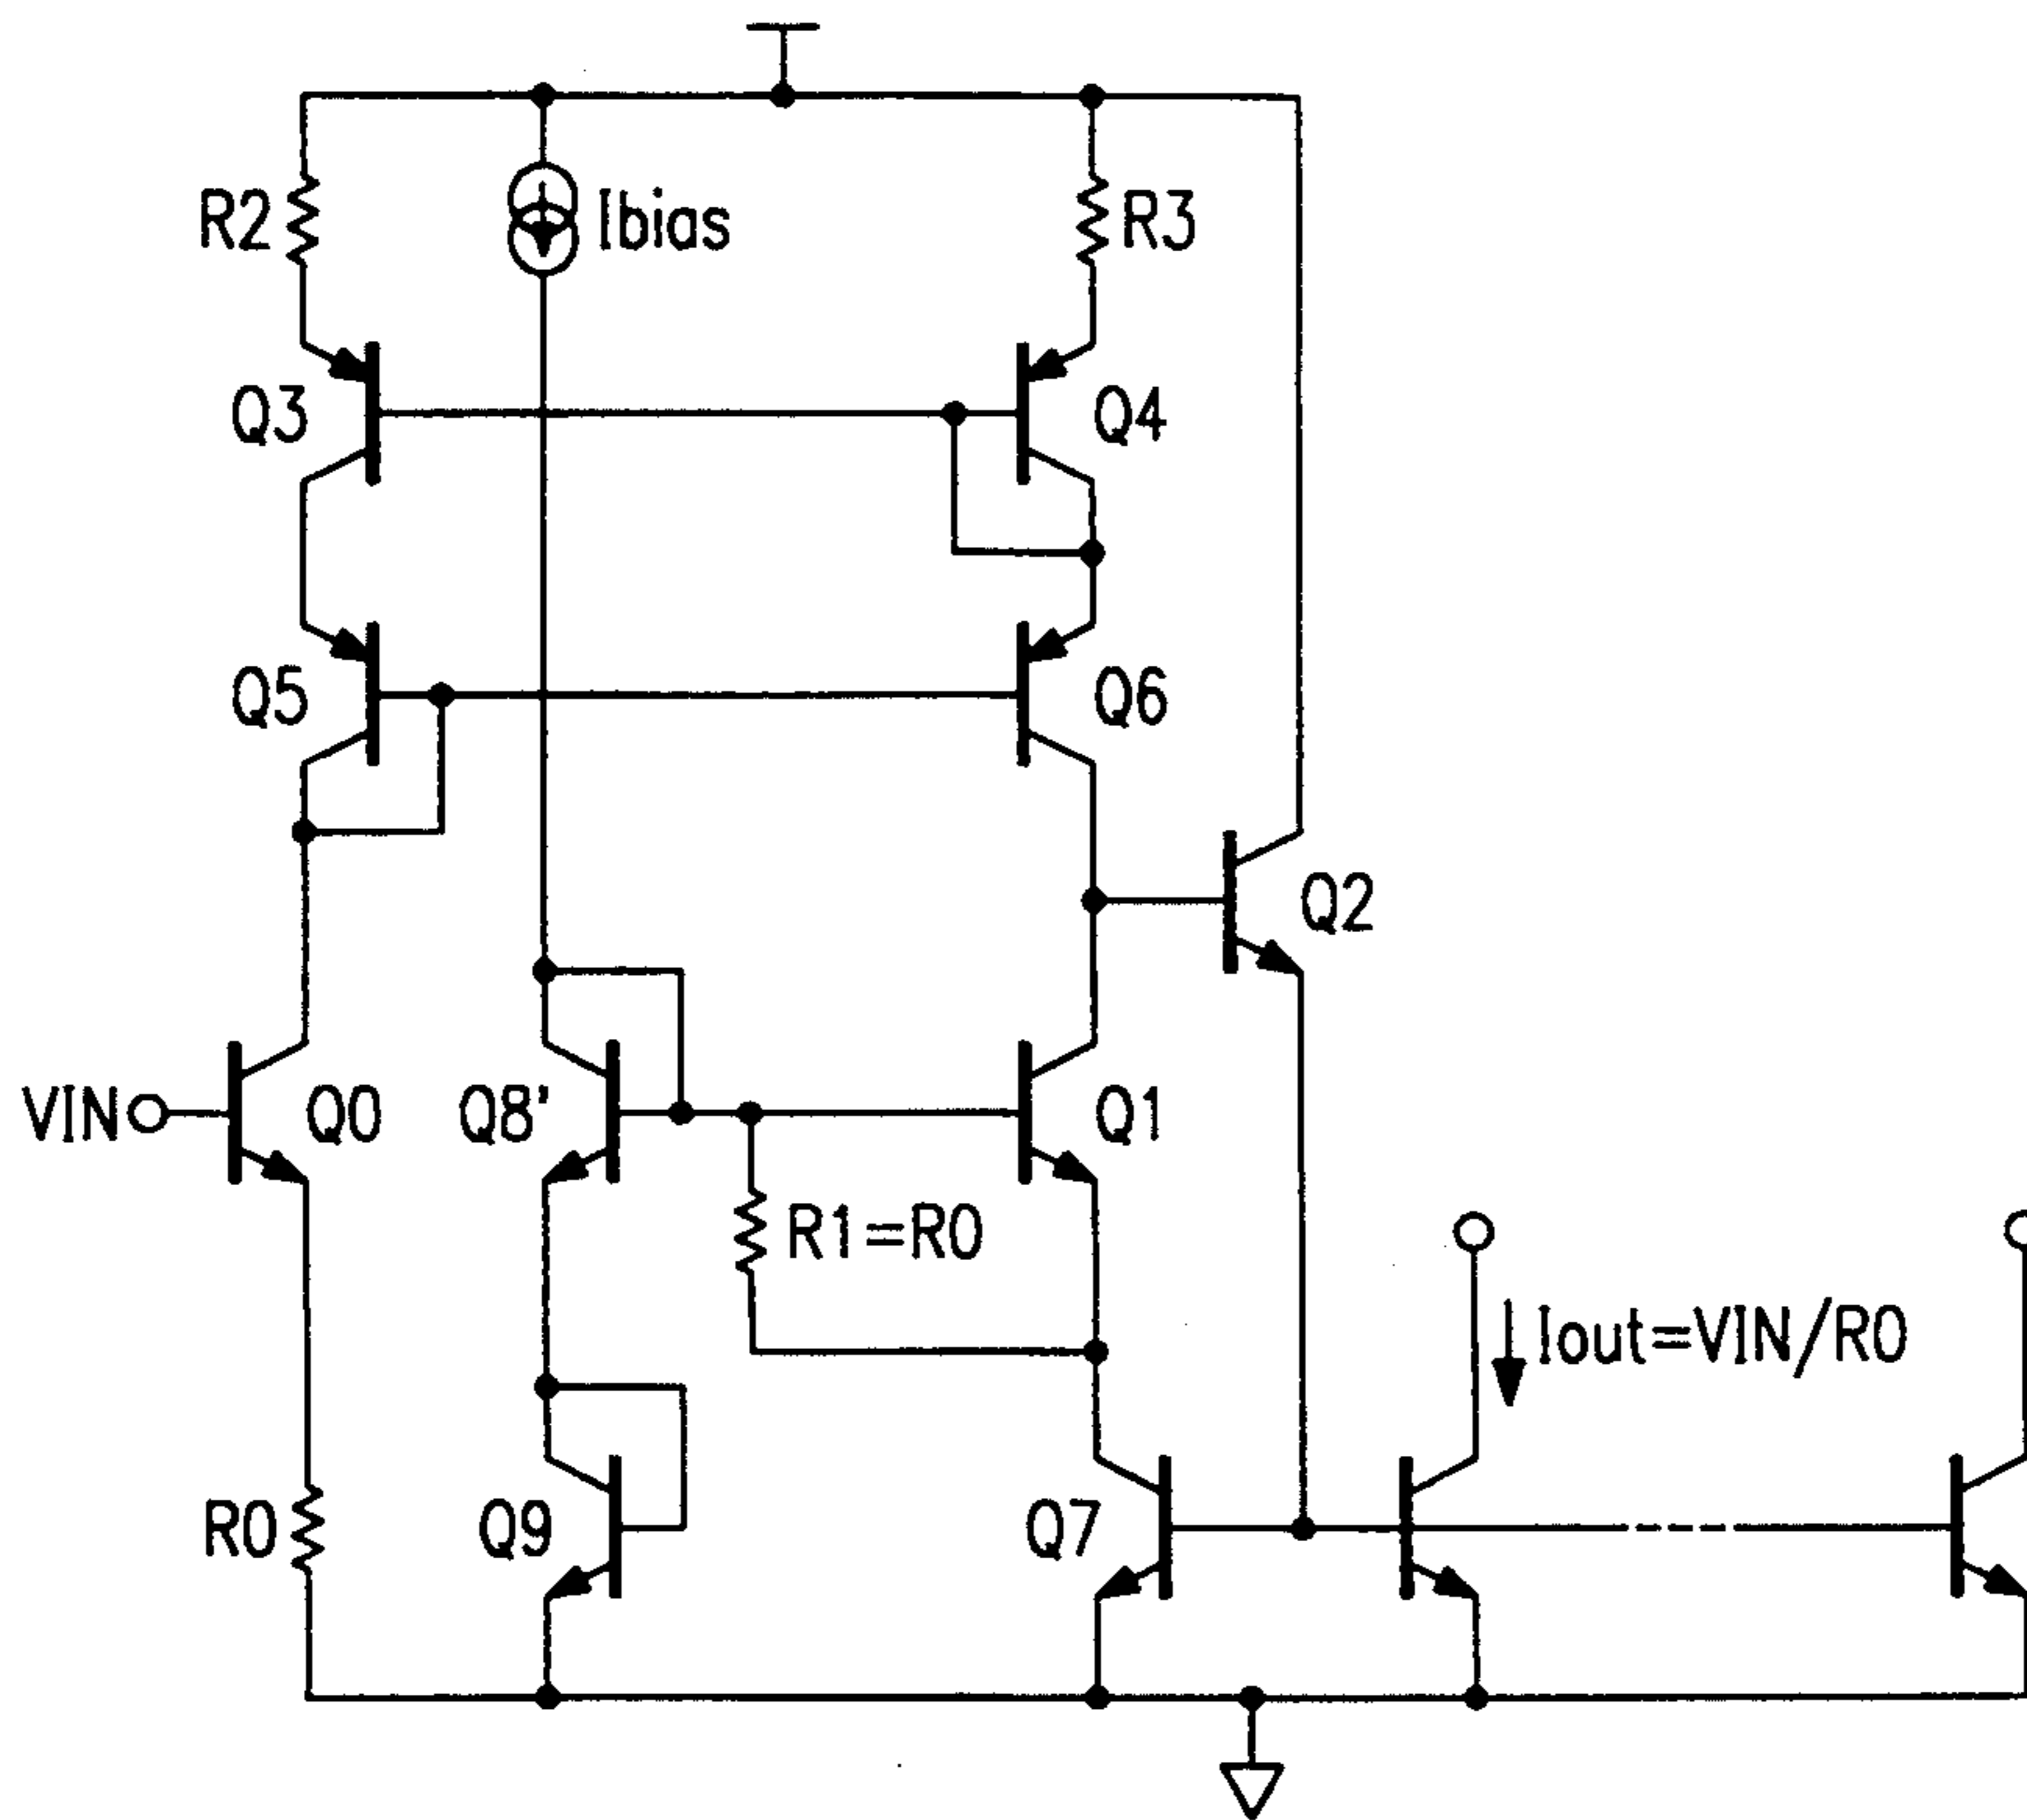 R2
Ibias
R3
Q3
Q4
Q5
Q6
Q2
VIN
Q0
Q8'
Q1
R1=R0
Iout=VIN/R0
R0
Q9
Q7